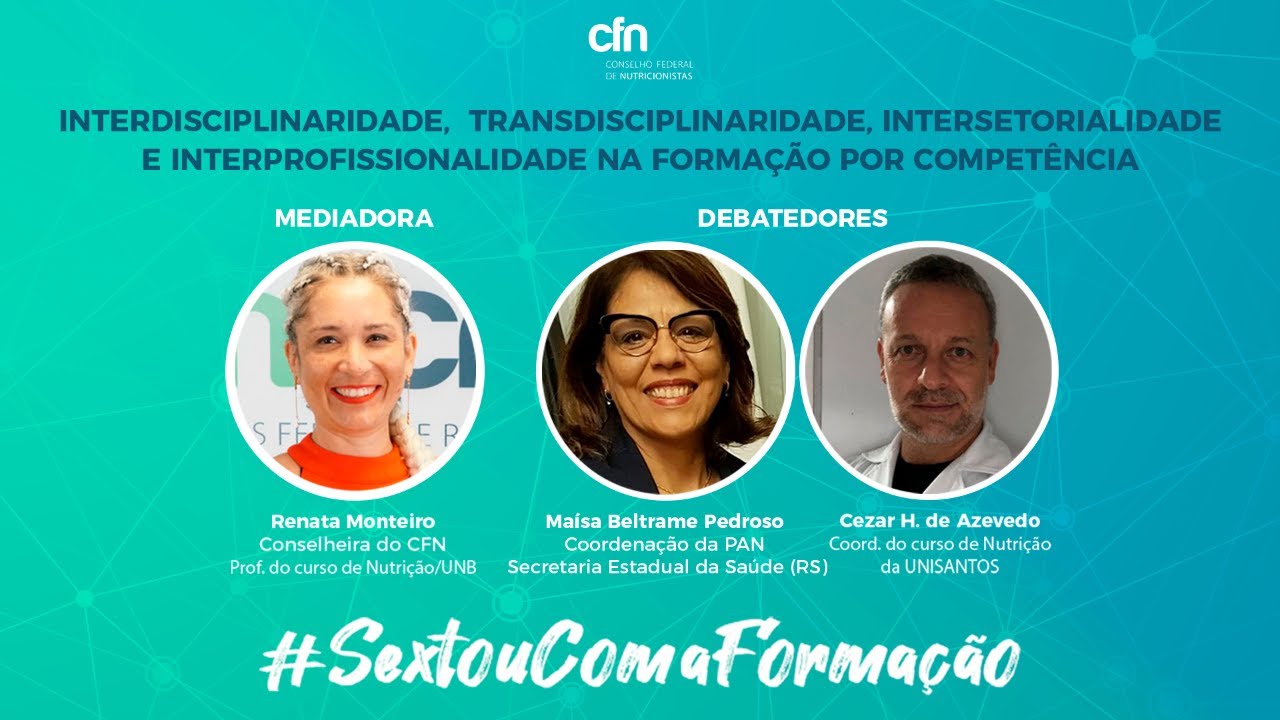 cfn
CONSELHO FEDERAL
DE NUTRICIONISTAS
INTERDISCIPLINARIDADE, TRANSDISCIPLINARIDADE, INTERSETORIALIDADE
E INTERPROFISSIONALIDADE NA FORMAÇÃO POR COMPETÊNCIA
MEDIADORA
DEBATEDORES
S FE
E R
Renata Monteiro
Conselheira do CFN
Prof. do curso de Nutrição/UNB
Maísa Beltrame Pedroso
Coordenação da PAN
Secretaria Estadual da Saúde (RS)
Cezar H. de Azevedo
Coord. do curso de Nutrição
da UNISANTOS
#SextouComaFormação